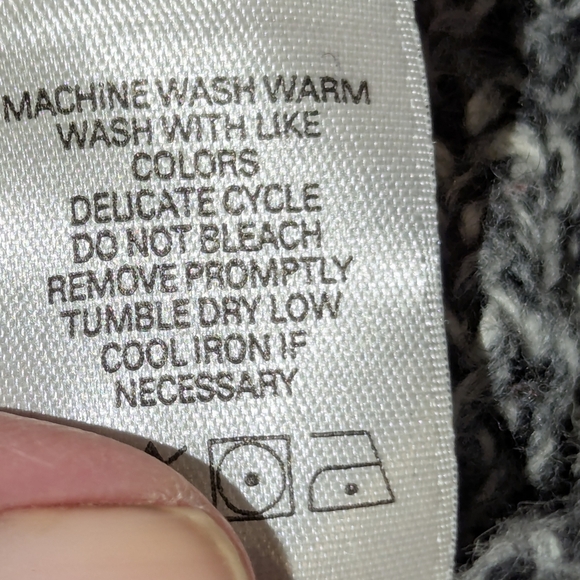 MACHINE WASH WARM
WASH WITH LIKE
COLORS
DELICATE CYCLE
DO NOT BLEACH
REMOVE PROMPTLY
TUMBLE DRY LOW
COOL IRON IF
NECESSARY